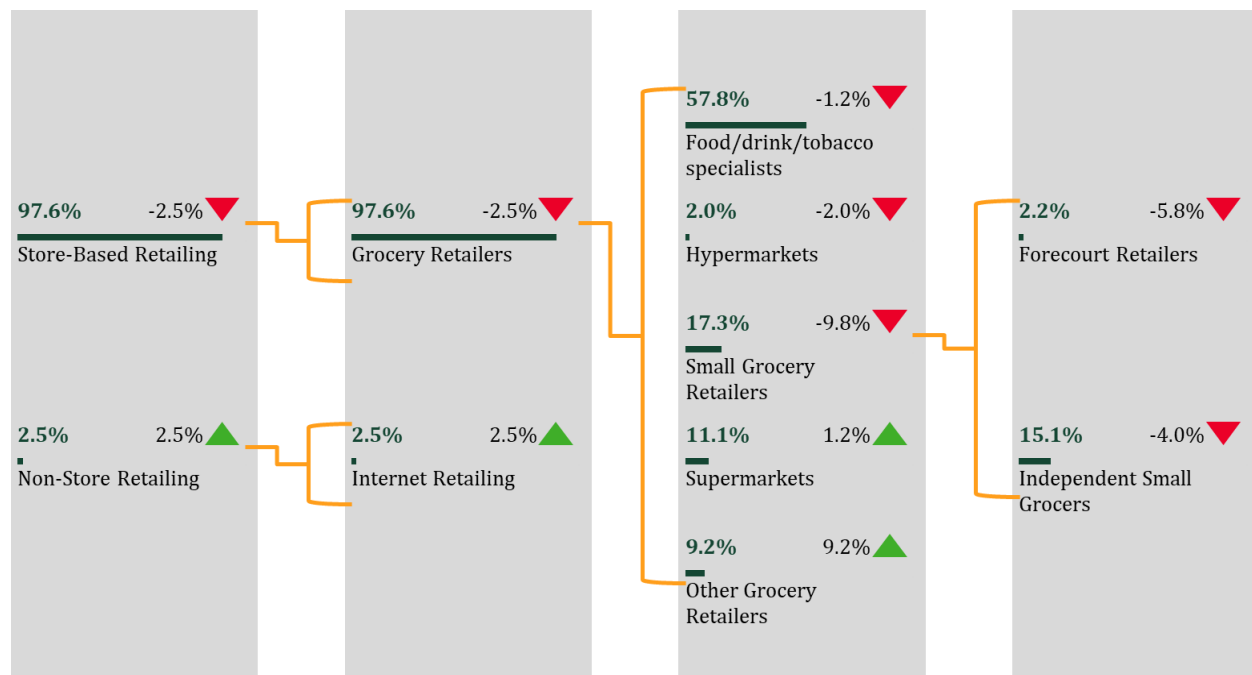 97.6% -2.5%
Store-Based Retailing
2.5% 2.5%
Non-Store Retailing
97.6% -2.5%
Grocery Retailers
2.5% 2.5%
Internet Retailing
57.8% -1.2%
Food/drink/tobacco
specialists
2.0% -2.0%
Hypermarkets
17.3% -9.8%
Small Grocery
Retailers
11.1% 1.2%
Supermarkets
9.2% 9.2%
Other Grocery
Retailers
2.2% -5.8%
Forecourt Retailers
15.1% -4.0%
Independent Small
Grocers